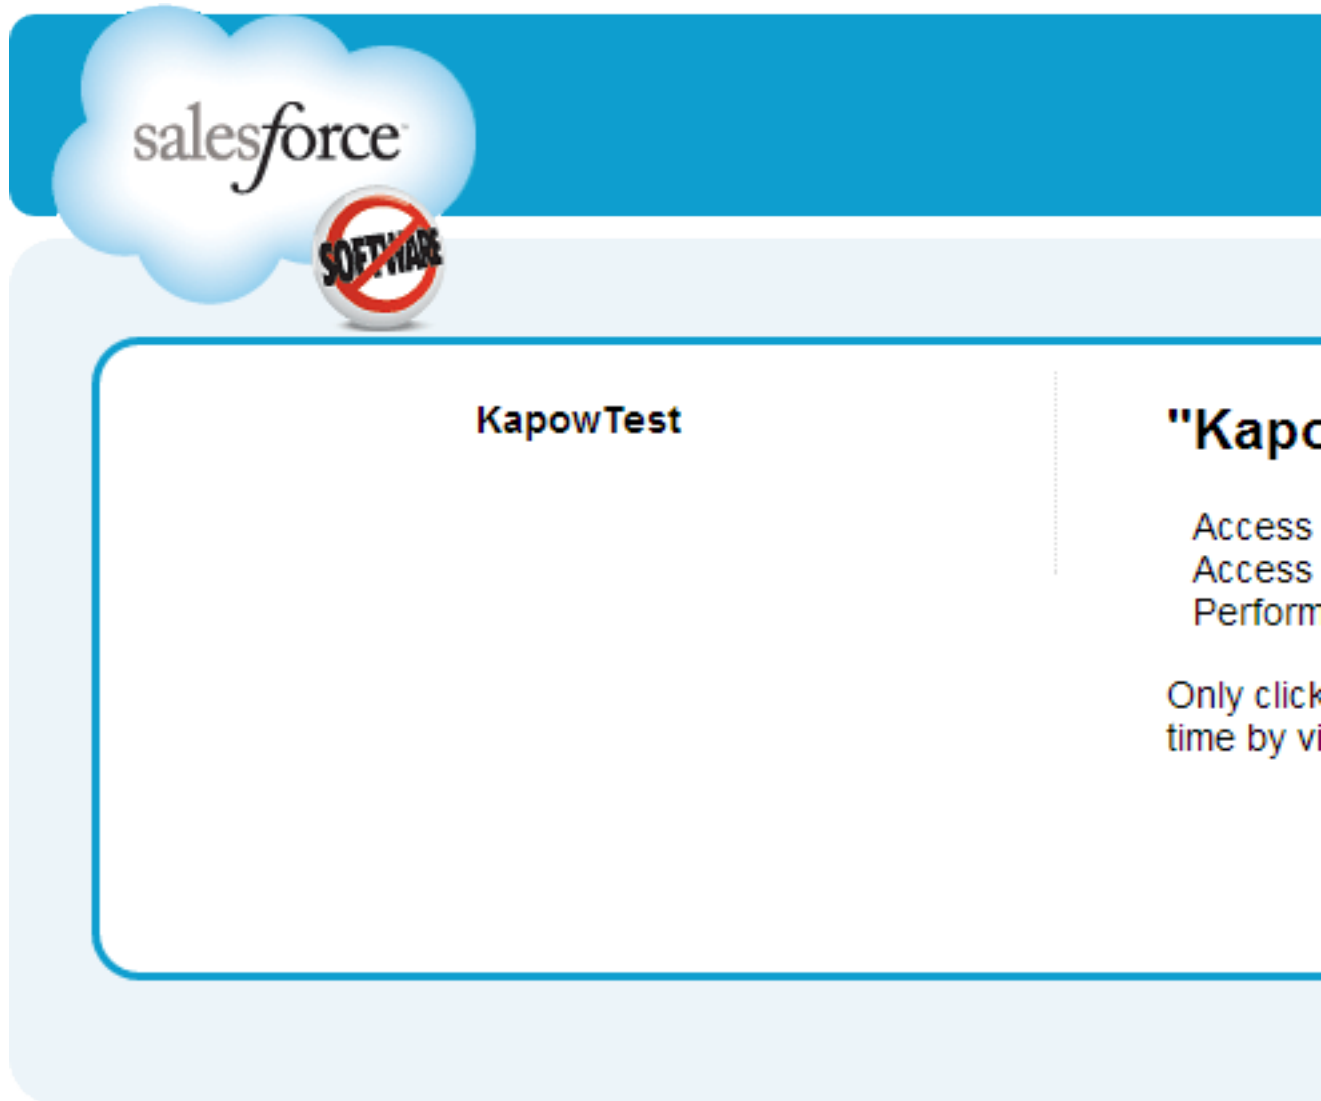 salesforce
SOFTWARE
KapowTest
"Kapo
Access
Access
Perform
Only click
time by vi